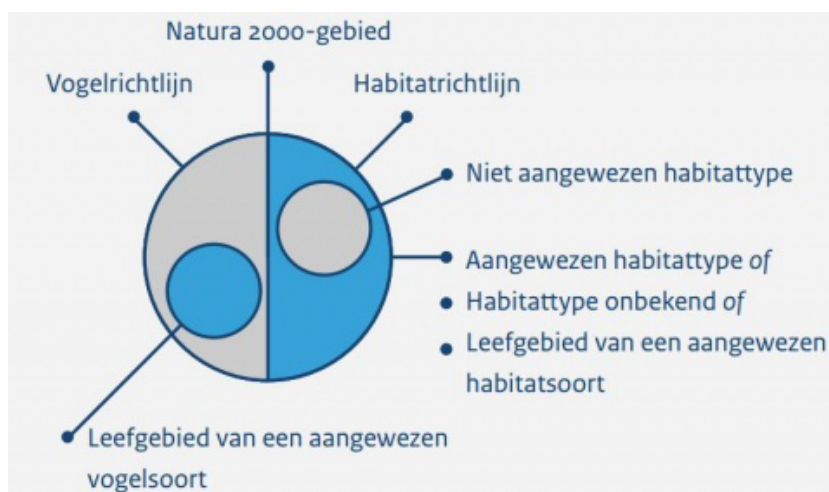 Natura 2000-gebied
Vogelrichtlijn
Habitatrichtlijn
Niet aangewezen habitattype
Aangewezen habitattype of
Habitattype onbekend of
Leefgebied van een aangewezen
habitatsoort
Leefgebied van een aangewezen
vogelsoort